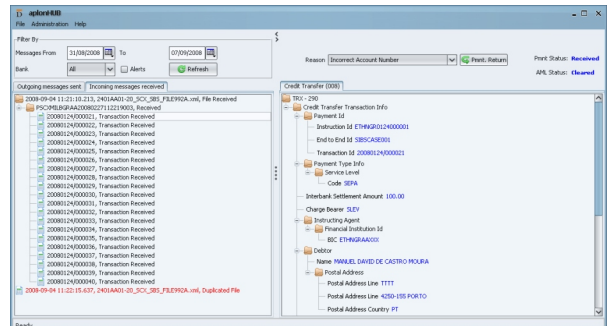 aplonHUB
File Administration Help
Filter By
Messages From 31/08/2008 To 07/09/2008
Bank All Alerts Refresh
Reason Incorrect Account Number Pmnt. Return
Pmnt Status: Received
AML Status: Cleared
Outgoing messages sent Incoming messages received
2008-09-04 11:21:10.213, 2401AA01-20_SCX_SBS_FILE992A.xml, File Received
PSCXMLBGRAA20080227112219003, Received
20080124/000021, Transaction Received
20080124/000022, Transaction Received
20080124/000023, Transaction Received
20080124/000024, Transaction Received
20080124/000025, Transaction Received
20080124/000026, Transaction Received
20080124/000027, Transaction Received
20080124/000028, Transaction Received
20080124/000029, Transaction Received
20080124/000030, Transaction Received
20080124/000031, Transaction Received
20080124/000032, Transaction Received
20080124/000033, Transaction Received
20080124/000034, Transaction Received
20080124/000035, Transaction Received
20080124/000036, Transaction Received
20080124/000037, Transaction Received
20080124/000038, Transaction Received
20080124/000039, Transaction Received
20080124/000040, Transaction Received
2008-09-04 11:22:15.637, 2401AA01-20_SCX_SBS_FILE992A.xml, Duplicated File
Credit Transfer (008)
TRX - 290
Credit Transfer Transaction Info
Payment Id
Instruction Id ETHNGR0124000001
End to End Id SIBSCASE001
Transaction Id 20080124/000021
Payment Type Info
Service Level
Code SEPA
Interbank Settlement Amount 100.00
Charge Bearer SLEV
Instructing Agent
Financial Institution Id
BIC ETHNGRAAXXX
Debtor
Name MANUEL DAVID DE CASTRO MOURA
Postal Address
Postal Address Line TTTT
Postal Address Line 4250-155 PORTO
Postal Address Country PT
Ready